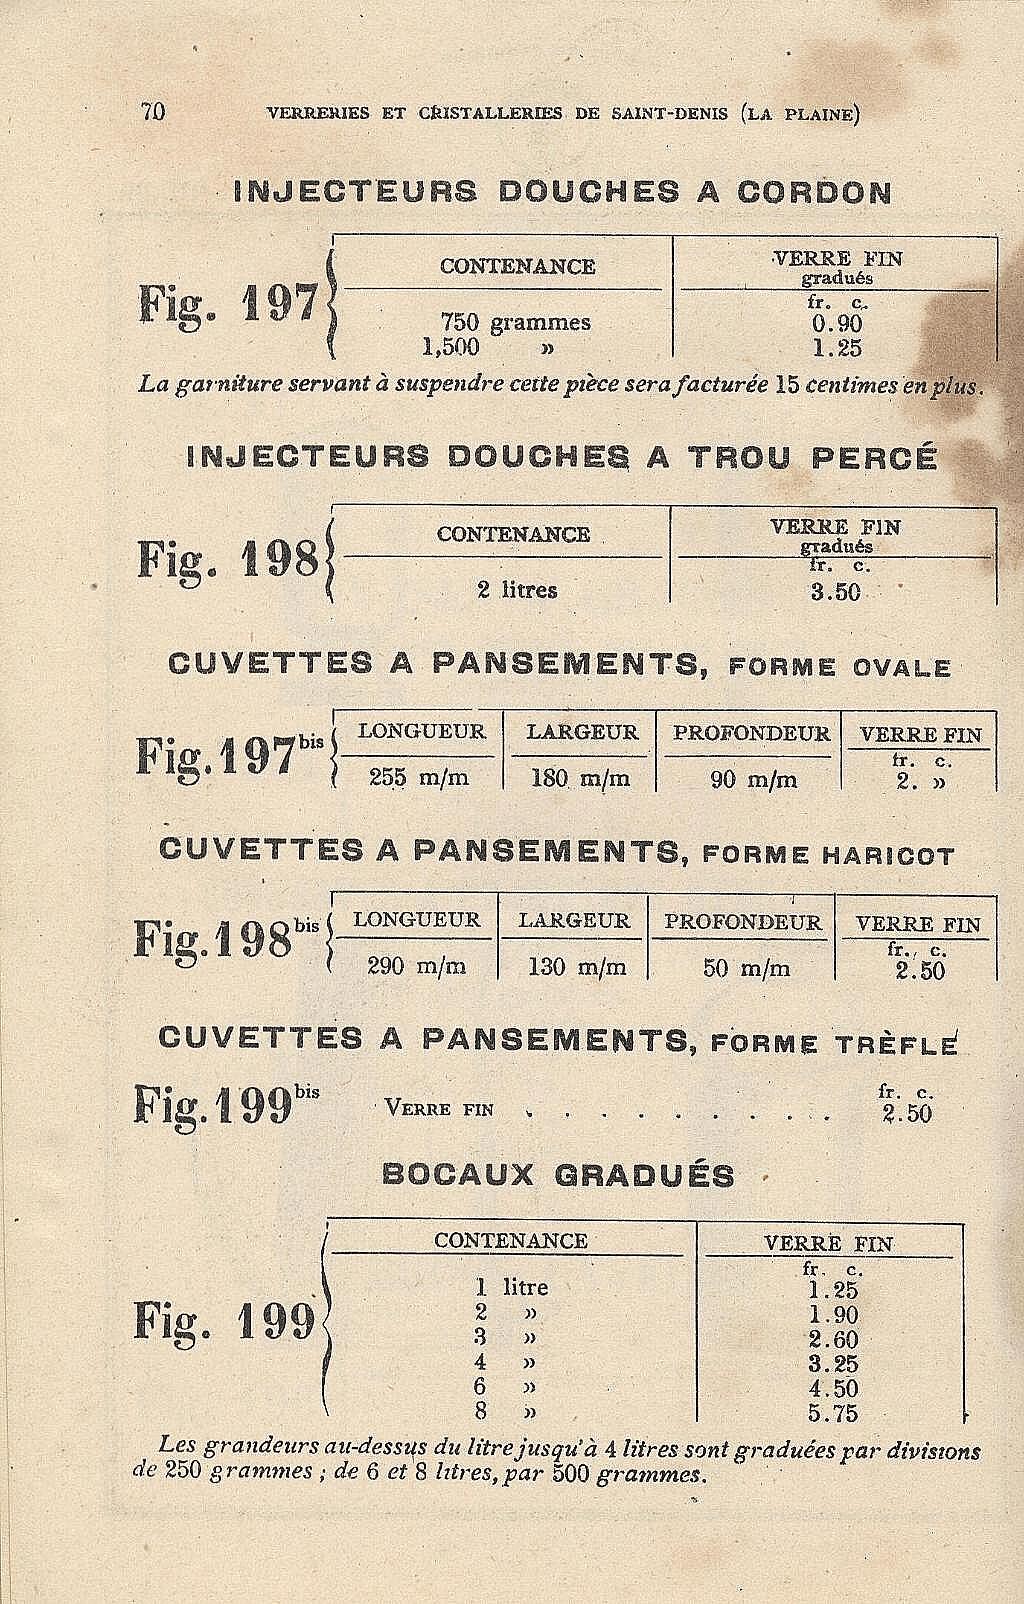 70 VERRERIES ET CRISTALLERIES DE SAINT-DENIS (LA PLAINE)
INJECTEURS DOUCHES A CORDON
CONTENANCE VERRE FIN
gradués
Fig. 197 fr. c.
750 grammes 0.90
1,500 » 1.25
La garniture servant à suspendre cette pièce sera facturée 15 centimes en plus.
INJECTEURS DOUCHES A TROU PERCÉ
CONTENANCE VERRE FIN
gradués
Fig. 198 fr. c.
2 litres 3.50
CUVETTES A PANSEMENTS, FORME OVALE
LONGUEUR LARGEUR PROFONDEUR VERRE FIN
Fig. 197 bis fr. c.
255 m/m 180 m/m 90 m/m 2. »
CUVETTES A PANSEMENTS, FORME HARICOT
LONGUEUR LARGEUR PROFONDEUR VERRE FIN
Fig. 198 bis fr. c.
290 m/m 130 m/m 50 m/m 2.50
CUVETTES A PANSEMENTS, FORME TRÈFLE
fr. c.
Fig. 199 bis VERRE FIN . . . . . . . . . 2.50
BOCAUX GRADUÉS
CONTENANCE VERRE FIN
fr. c.
1 litre 1.25
2 » 1.90
Fig. 199 3 » 2.60
4 » 3.25
6 » 4.50
8 » 5.75
Les grandeurs au-dessus du litre jusqu'à 4 litres sont graduées par divisions
de 250 grammes ; de 6 et 8 litres, par 500 grammes.